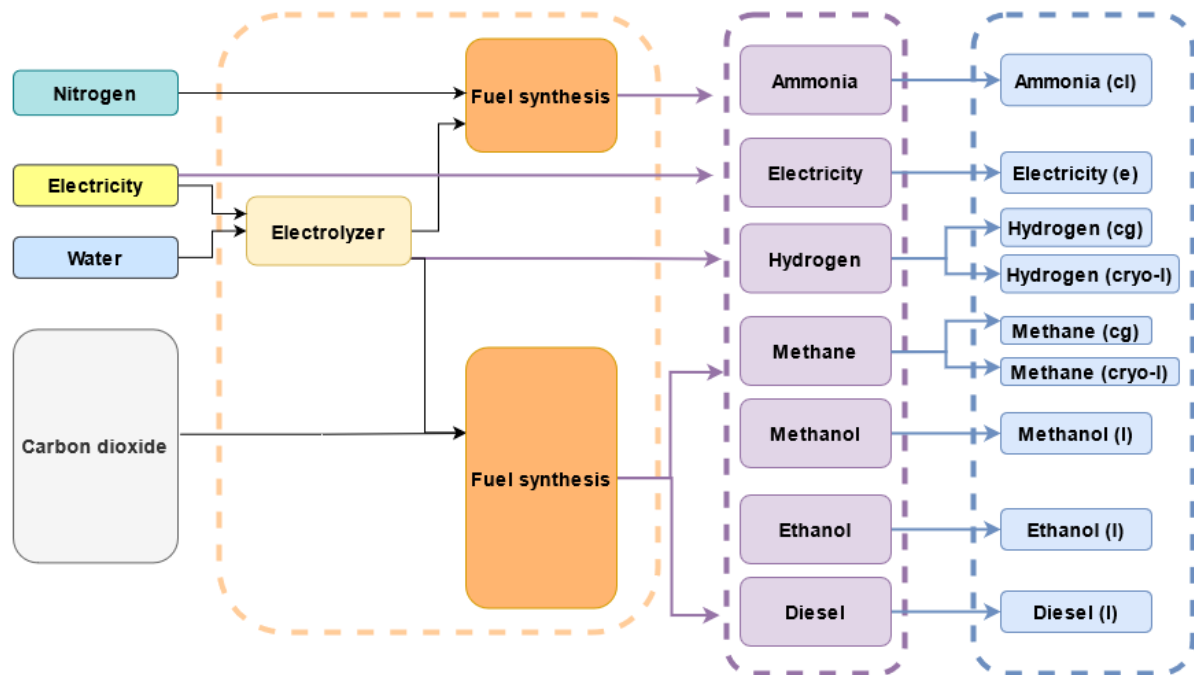 Nitrogen
Electricity
Water
Carbon dioxide
Electrolyzer
Fuel synthesis
Fuel synthesis
Ammonia
Electricity
Hydrogen
Methane
Methanol
Ethanol
Diesel
Ammonia (cl)
Electricity (e)
Hydrogen (cg)
Hydrogen (cryo-l)
Methane (cg)
Methane (cryo-l)
Methanol (l)
Ethanol (l)
Diesel (l)